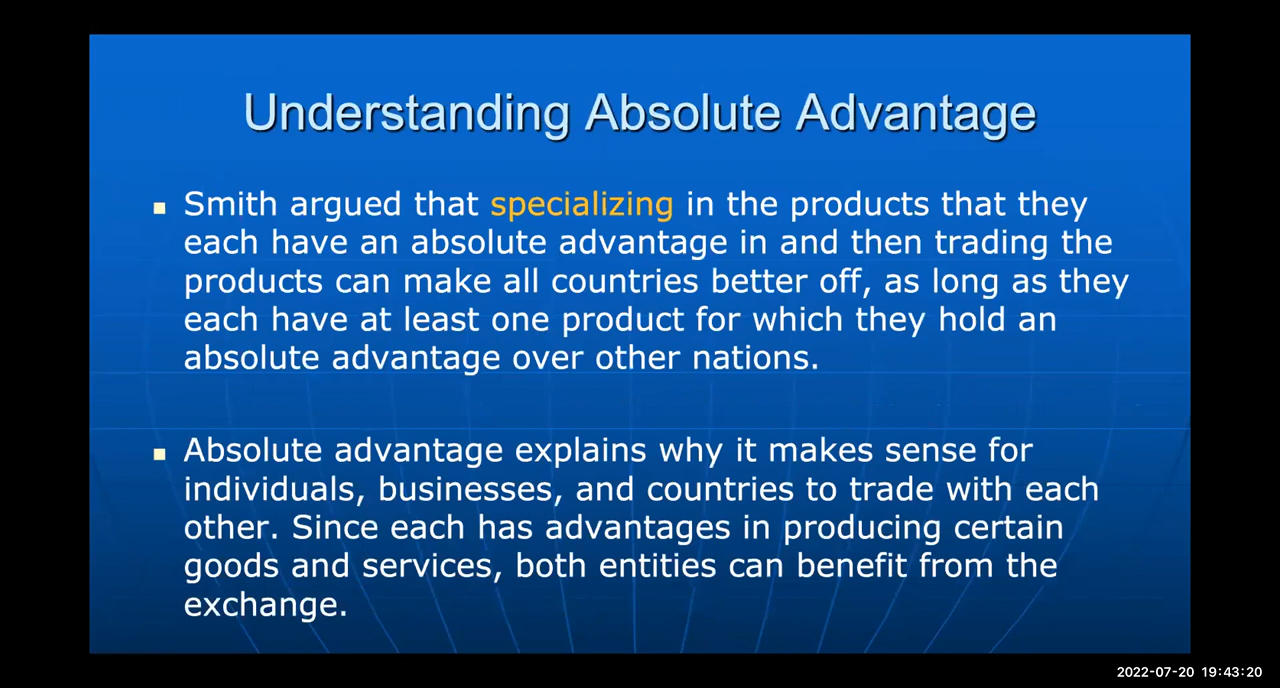 Understanding Absolute Advantage
Smith argued that specializing in the products that they
each have an absolute advantage in and then trading the
products can make all countries better off, as long as they
each have at least one product for which they hold an
absolute advantage over other nations.
Absolute advantage explains why it makes sense for
individuals, businesses, and countries to trade with each
other. Since each has advantages in producing certain
goods and services, both entities can benefit from the
exchange.
2022-07-20 19:43:20